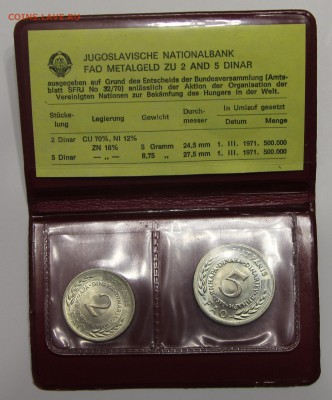 COINS.LAVE.RU
JUGOSLAVISCHE NATIONALBANK
FAO METALGELD ZU 2 AND 5 DINAR
ausgegeben auf Grund des Entscheids der Bundesversammlung (Amts-
blatt SFRJ No 32/70) anlässlich der Aktion der Organisation der
Vereinigten Nationen zur Bekämfung des Hungers in der Welt.
Stücke- Legierung Gewicht Durch- In Umlauf gesetzt
lung messer Datum Menge
2 Dinar CU 70%, NI 12%
ZN 18% 5 Gramm 24,5 mm 1. III. 1971. 500.000
5 Dinar — „ — 6,75 „ 27,5 mm 1. III. 1971. 500.000
2
5